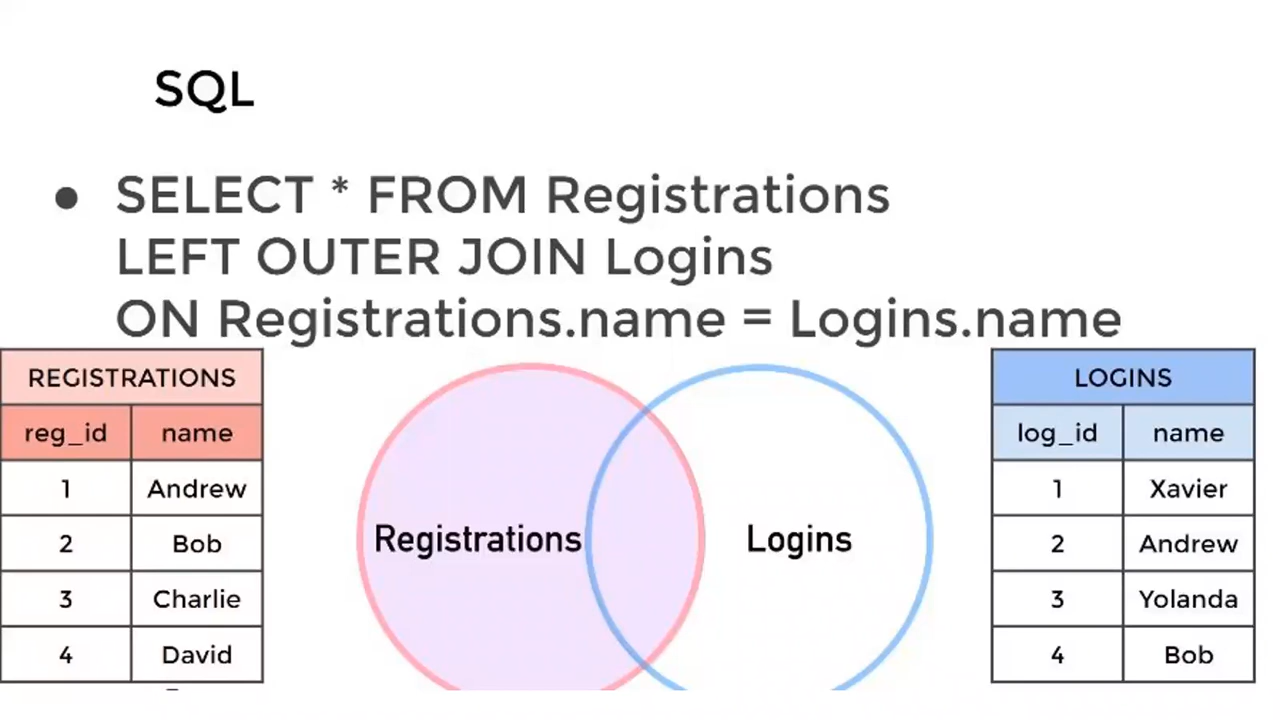 SQL
● SELECT * FROM Registrations
LEFT OUTER JOIN Logins
ON Registrations.name = Logins.name
REGISTRATIONS
reg_id name
1 Andrew
2 Bob
3 Charlie
4 David
Registrations
Logins
LOGINS
log_id name
1 Xavier
2 Andrew
3 Yolanda
4 Bob